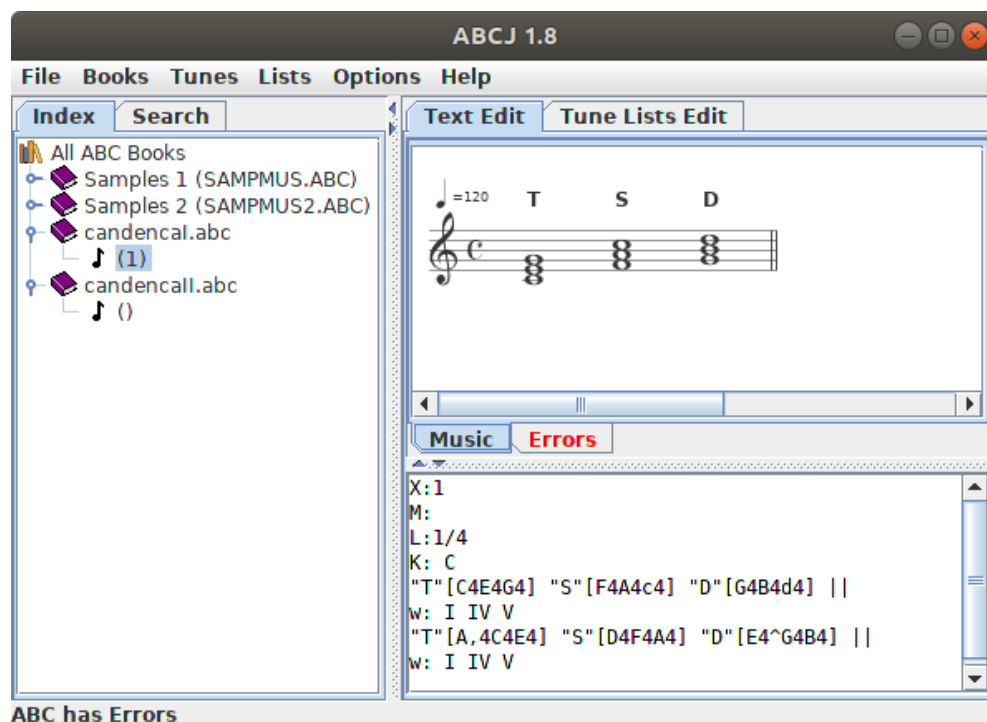 ABCJ 1.8
File Books Tunes Lists Options Help
Index Search
All ABC Books
Samples 1 (SAMPMUS.ABC)
Samples 2 (SAMPMUS2.ABC)
candencaI.abc
(1)
candencaII.abc
()
Text Edit Tune Lists Edit
=120 T S D
Music Errors
X:1
M:
L:1/4
K: C
"T"[C4E4G4] "S"[F4A4c4] "D"[G4B4d4] ||
w: I IV V
"T"[A,4C4E4] "S"[D4F4A4] "D"[E4^G4B4] ||
w: I IV V
ABC has Errors